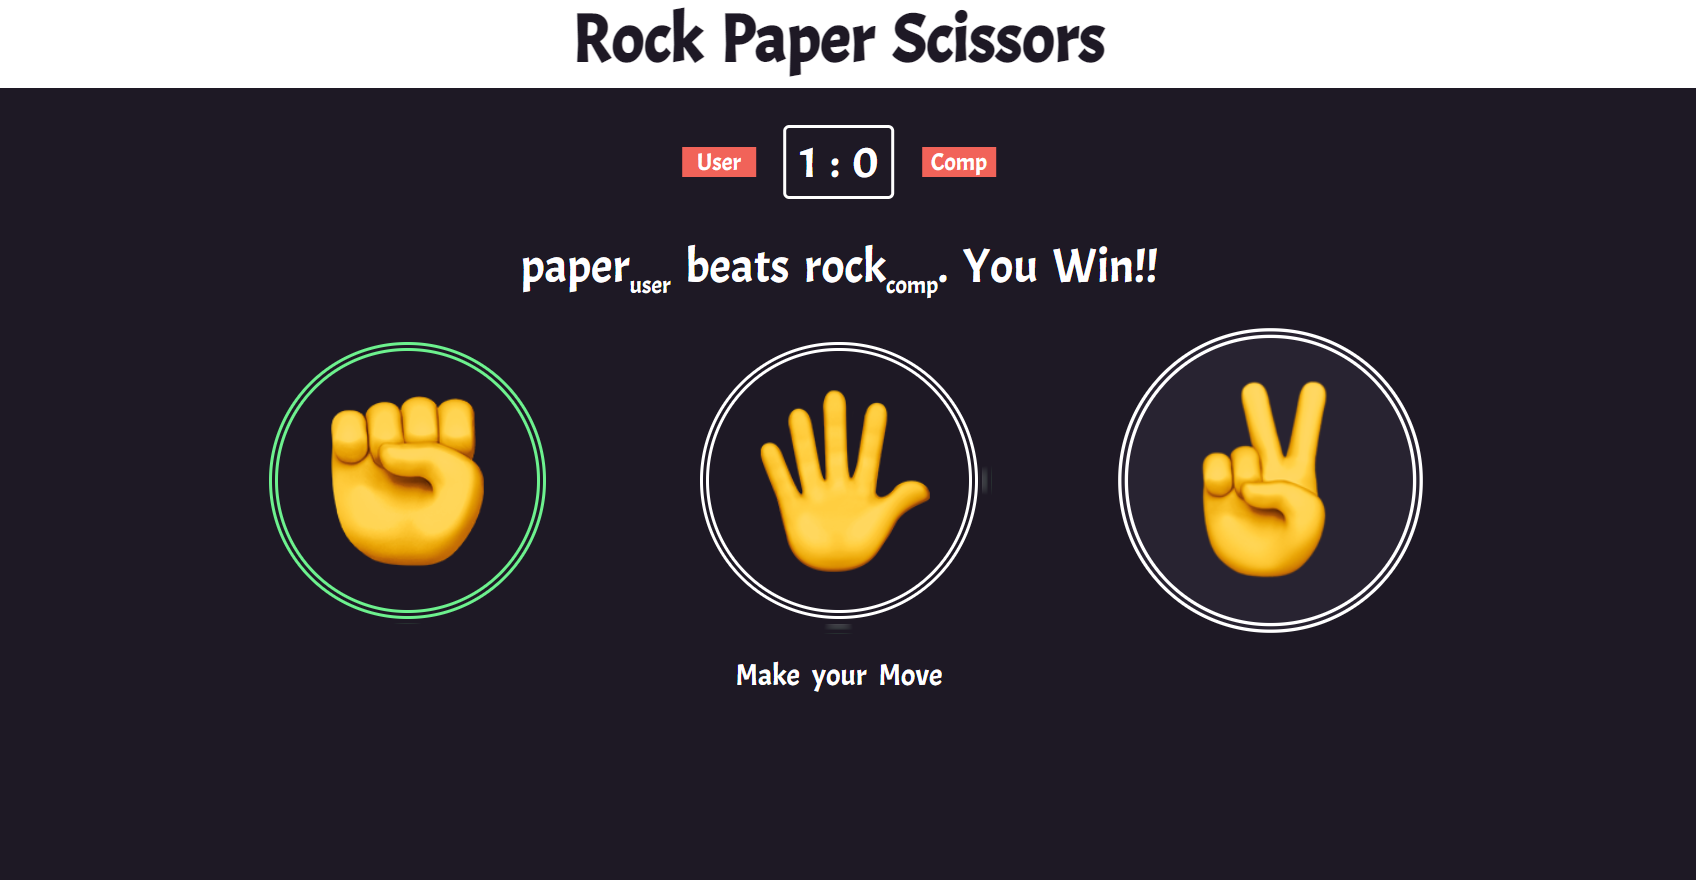 Rock Paper Scissors
User 1 : 0 Comp
paperuser beats rockcomp. You Win!!
Make your Move